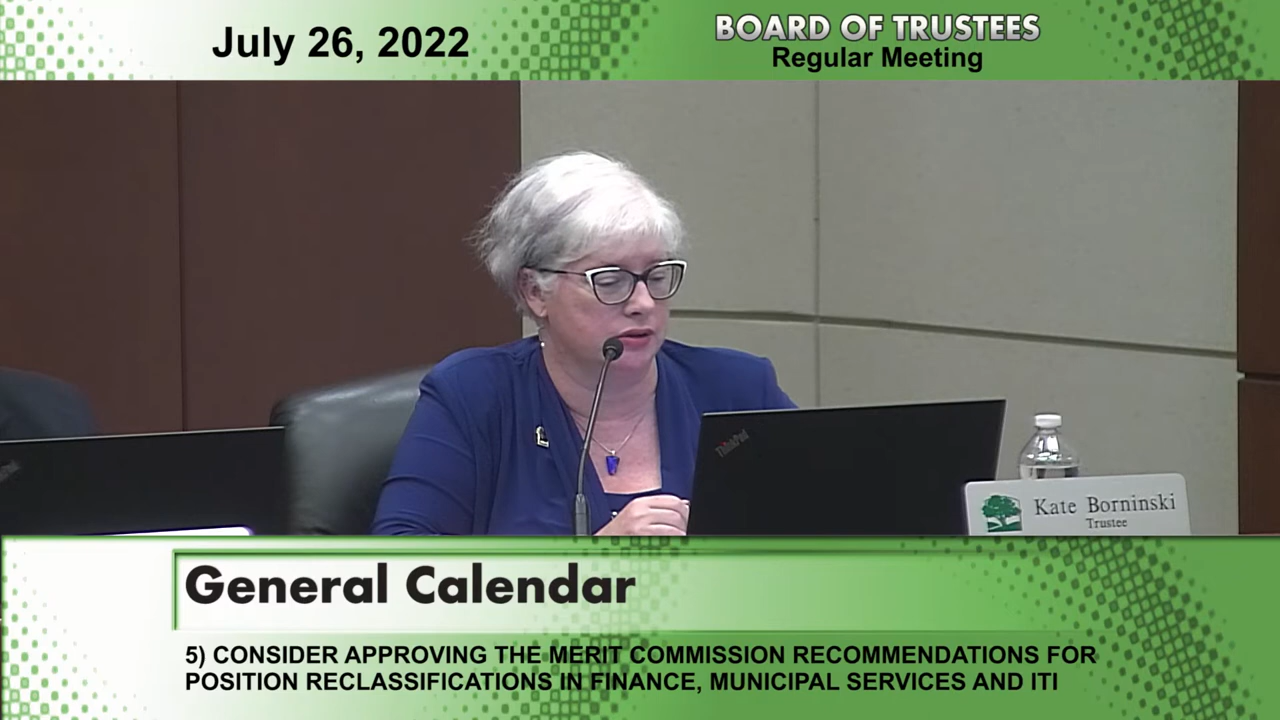 July 26, 2022
BOARD OF TRUSTEES
Regular Meeting
ThinkPad
Kate Borninski
Trustee
General Calendar
5) CONSIDER APPROVING THE MERIT COMMISSION RECOMMENDATIONS FOR
POSITION RECLASSIFICATIONS IN FINANCE, MUNICIPAL SERVICES AND ITI